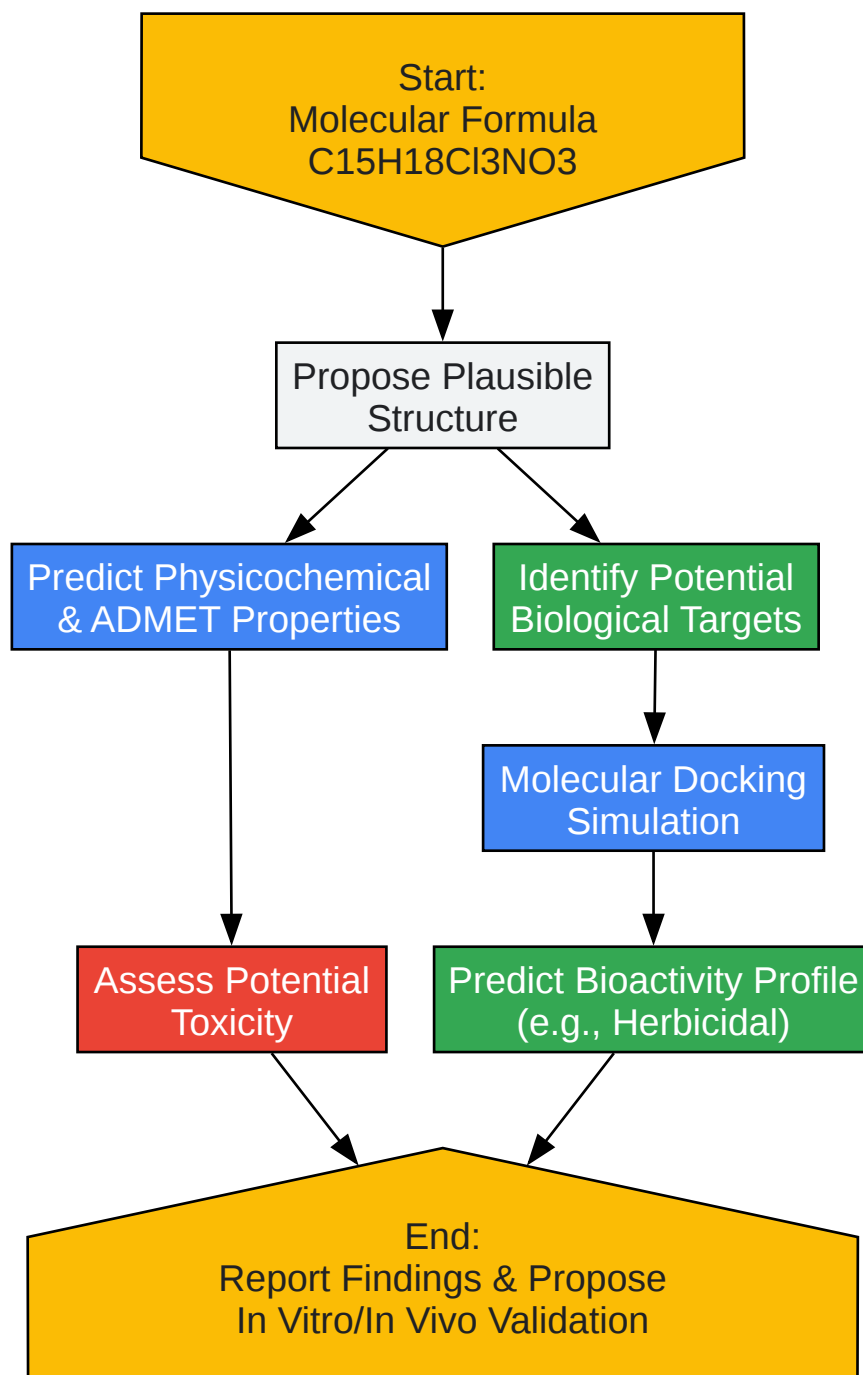 Start:
Molecular Formula
C15H18Cl3NO3
Propose Plausible
Structure
Predict Physicochemical
& ADMET Properties
Identify Potential
Biological Targets
Molecular Docking
Simulation
Assess Potential
Toxicity
Predict Bioactivity Profile
(e.g., Herbicidal)
End:
Report Findings & Propose
In Vitro/In Vivo Validation